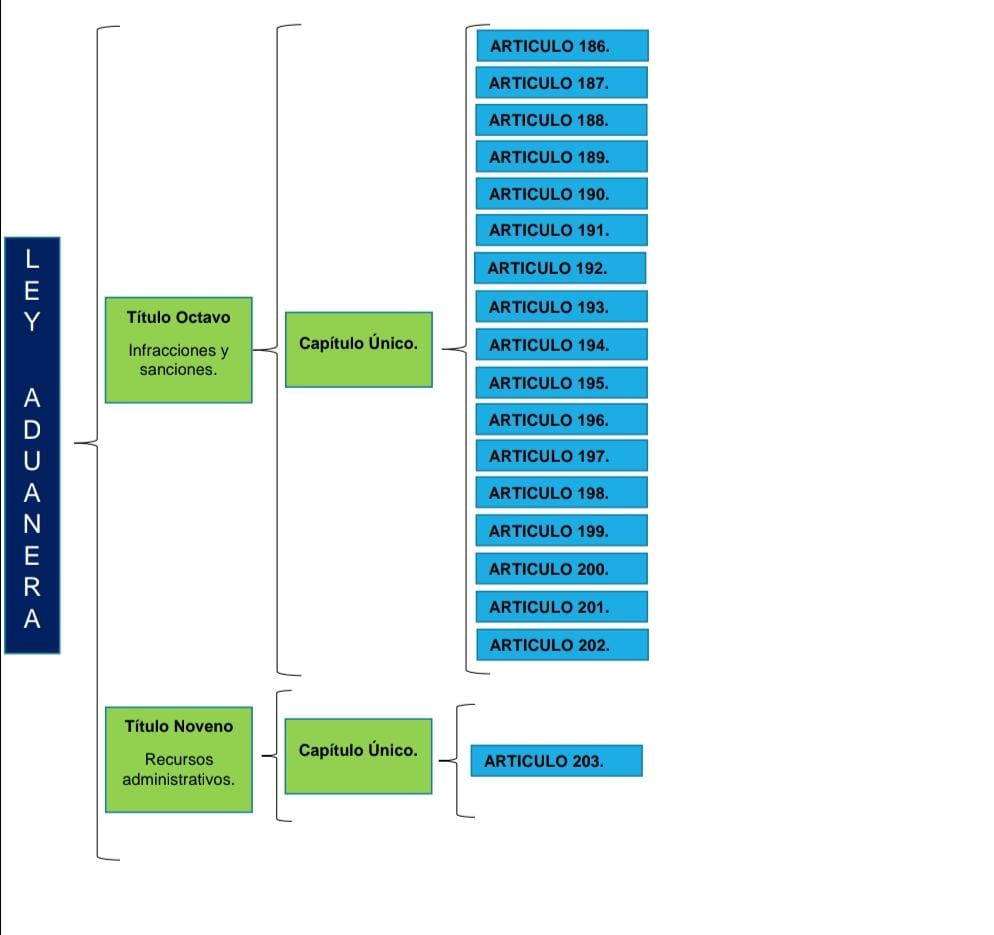 LEY ADUANERA
Título Octavo
Infracciones y
sanciones.
Capítulo Único.
ARTICULO 186.
ARTICULO 187.
ARTICULO 188.
ARTICULO 189.
ARTICULO 190.
ARTICULO 191.
ARTICULO 192.
ARTICULO 193.
ARTICULO 194.
ARTICULO 195.
ARTICULO 196.
ARTICULO 197.
ARTICULO 198.
ARTICULO 199.
ARTICULO 200.
ARTICULO 201.
ARTICULO 202.
Título Noveno
Recursos
administrativos.
Capítulo Único.
ARTICULO 203.